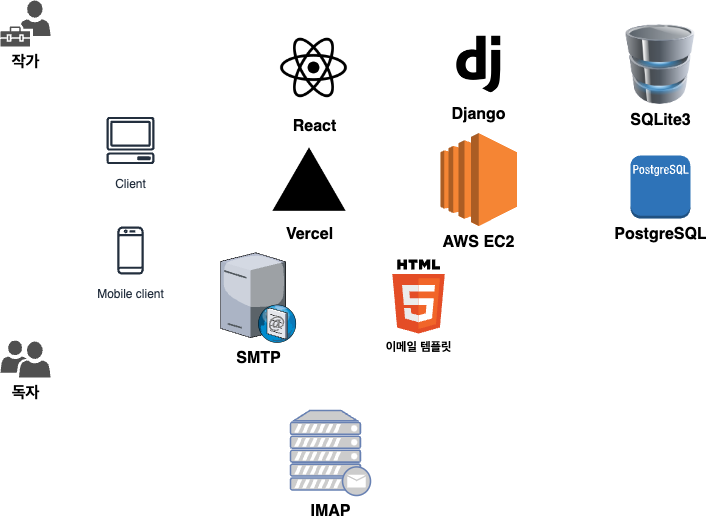 작가
dj
React
Django
SQLite3
Client
PostgreSQL
Vercel
AWS EC2
PostgreSQL
Mobile client
HTML
5
SMTP
이메일 템플릿
독자
IMAP